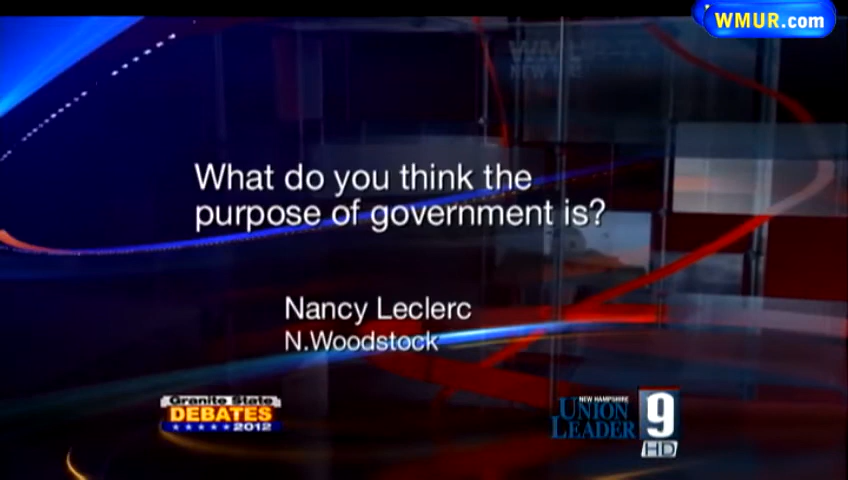 WMUR.com
What do you think the
purpose of government is?
Nancy Leclerc
N.Woodstock
Granite State
DEBATES
2012
NEW HAMPSHIRE
UNION
LEADER
9
HD